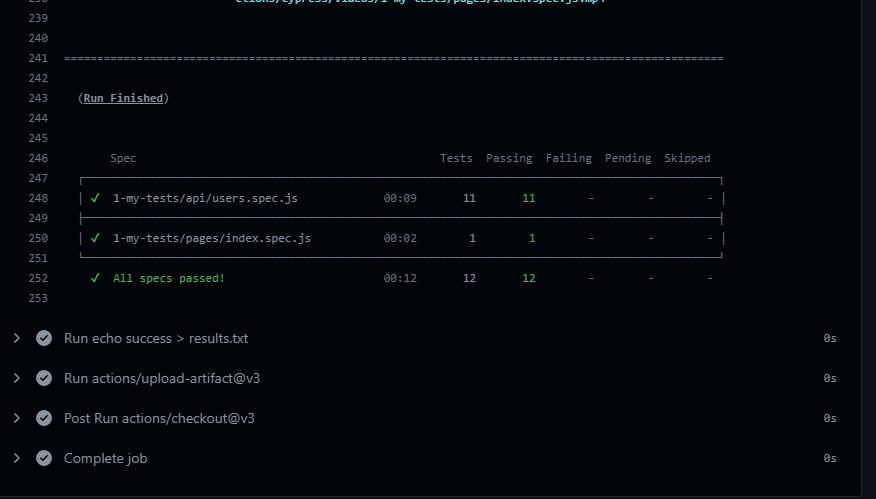 239
240
241 ====================================================================================================
242
243 (Run Finished)
244
245
246 Spec Tests Passing Failing Pending Skipped
247
248 ✔ 1-my-tests/api/users.spec.js 00:09 11 11 - - -
249
250 ✔ 1-my-tests/pages/index.spec.js 00:02 1 1 - - -
251
252 ✔ All specs passed! 00:12 12 12 - - -
253
Run echo success > results.txt 0s
Run actions/upload-artifact@v3 0s
Post Run actions/checkout@v3 0s
Complete job 0s